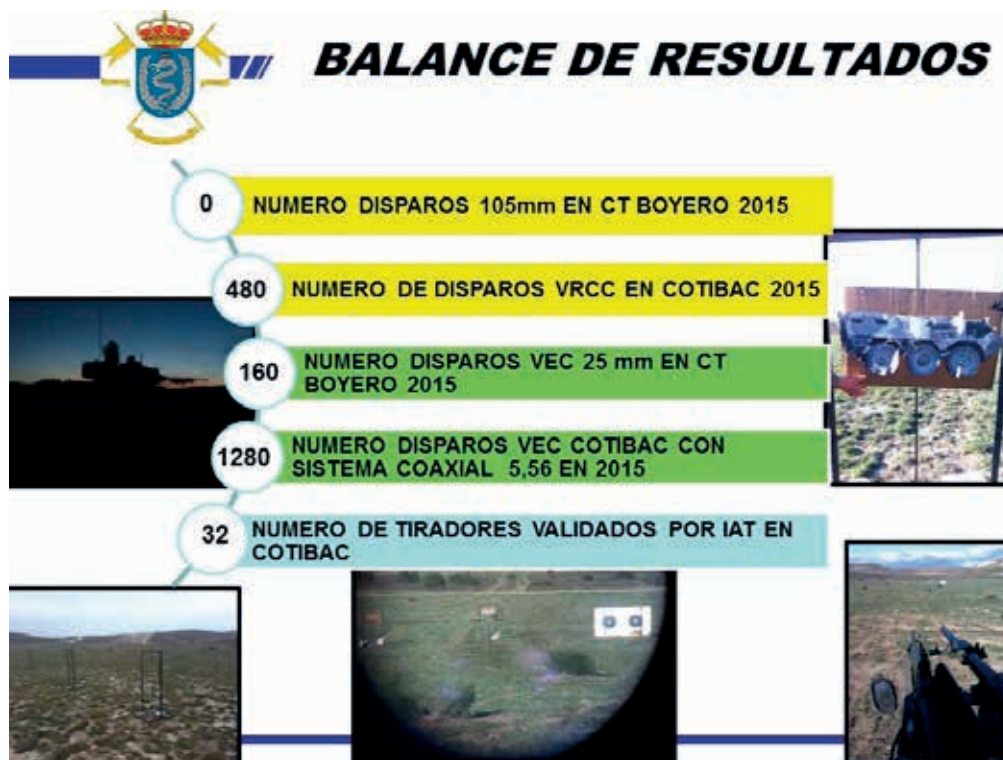 BALANCE DE RESULTADOS
0 NUMERO DISPAROS 105mm EN CT BOYERO 2015
480 NUMERO DE DISPAROS VRCC EN COTIBAC 2015
160 NUMERO DISPAROS VEC 25 mm EN CT
BOYERO 2015
1280 NUMERO DISPAROS VEC COTIBAC CON
SISTEMA COAXIAL 5,56 EN 2015
32 NUMERO DE TIRADORES VALIDADOS POR IAT EN
COTIBAC